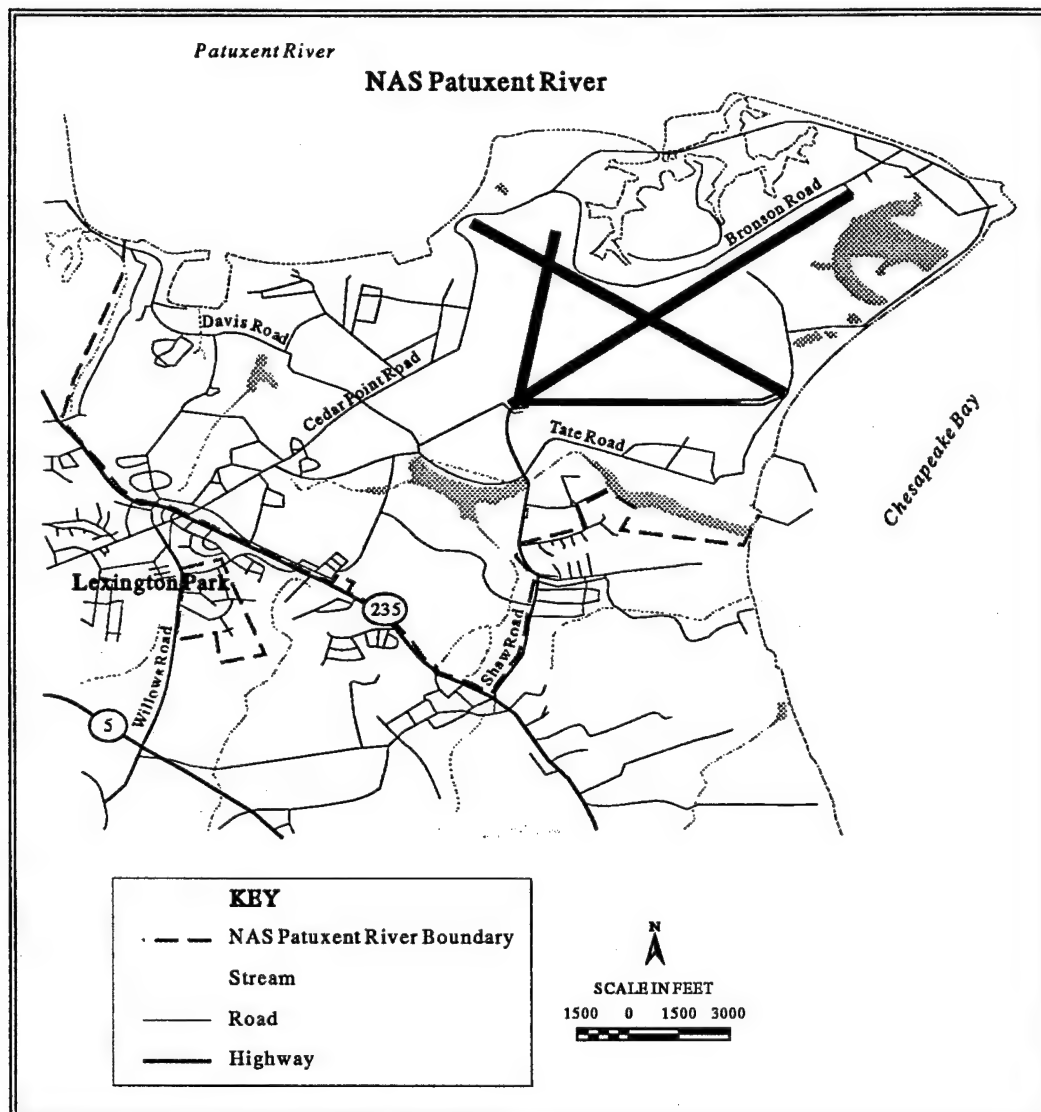 Patuxent River
NAS Patuxent River
Bronson Road
Davis Road
Cedar Point Road
Tate Road
Chesapeake Bay
Lexington Park
235
Shaw Road
Willows Road
5
KEY
NAS Patuxent River Boundary
Stream
Road
Highway
N
SCALE IN FEET
1500 0 1500 3000